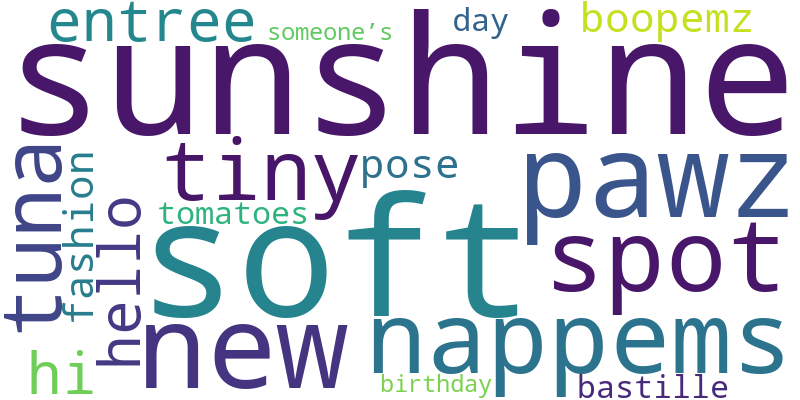 entree
someone's
day
boopemz
sunshine
tuna
fashion
hello
tiny
pose
pawz
tomatoes
soft
spot
new
nappems
hi
birthday
bastille